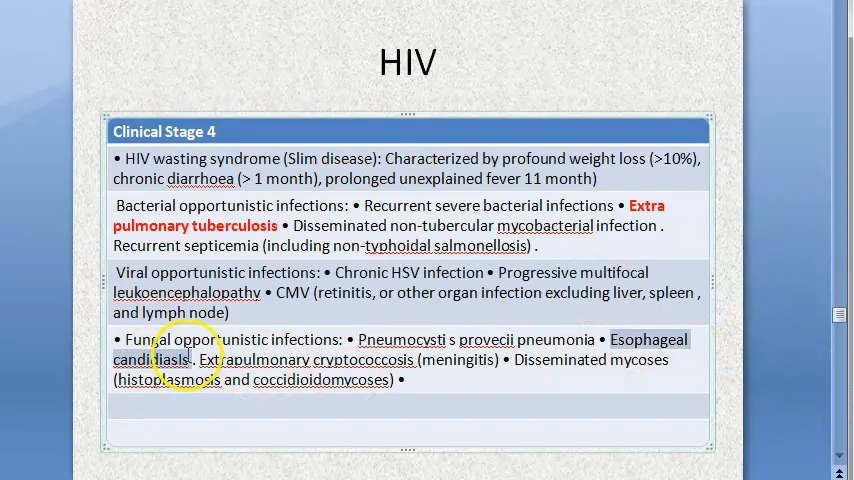 HIV
Clinical Stage 4
• HIV wasting syndrome (Slim disease): Characterized by profound weight loss (>10%),
chronic diarrhoea (> 1 month), prolonged unexplained fever 11 month)
Bacterial opportunistic infections: • Recurrent severe bacterial infections • Extra
pulmonary tuberculosis • Disseminated non-tubercular mycobacterial infection .
Recurrent septicemia (including non-typhoidal salmonellosis) .
Viral opportunistic infections: • Chronic HSV infection • Progressive multifocal
leukoencephalopathv • CMV (retinitis, or other organ infection excluding liver, spleen ,
and lymph node)
• Fungal opportunistic infections: • Pneumocysti s provecii pneumonia • Esophageal
candidiasls . Extrapulmonary cryptococcosis (meningitis) • Disseminated mycoses
(histoplasmosis and coccidioidomycoses) •